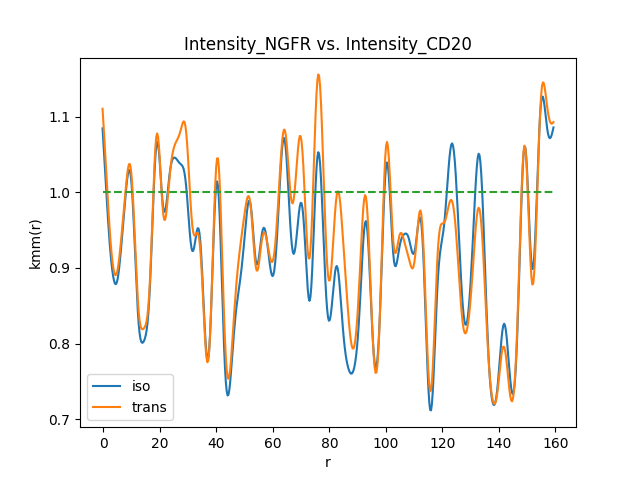 Intensity_NGFR vs. Intensity_CD20
kmm(r)
1.1
1.0
0.9
0.8
0.7
iso
trans
0 20 40 60 80 100 120 140 160
r